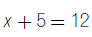 x + 5 = 12